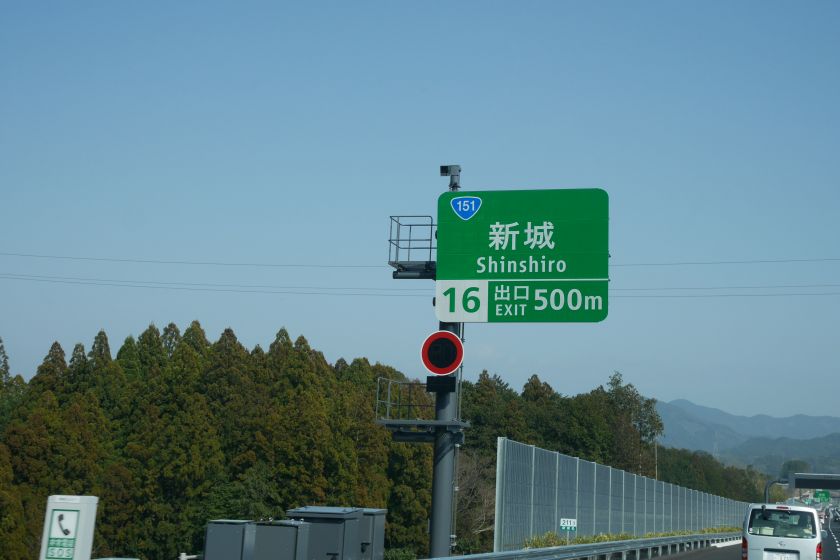 151
新城
Shinshiro
16
出口
EXIT
500m
SOS